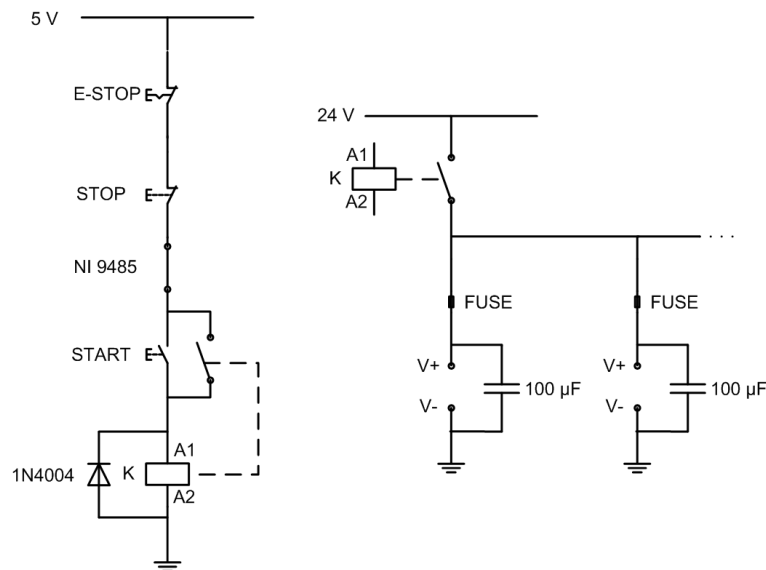 5 V
E-STOP
STOP
NI 9485
START
A1
1N4004
K
A2
24 V
A1
K
A2
. . .
FUSE
FUSE
V+
100 µF
V-
V+
100 µF
V-